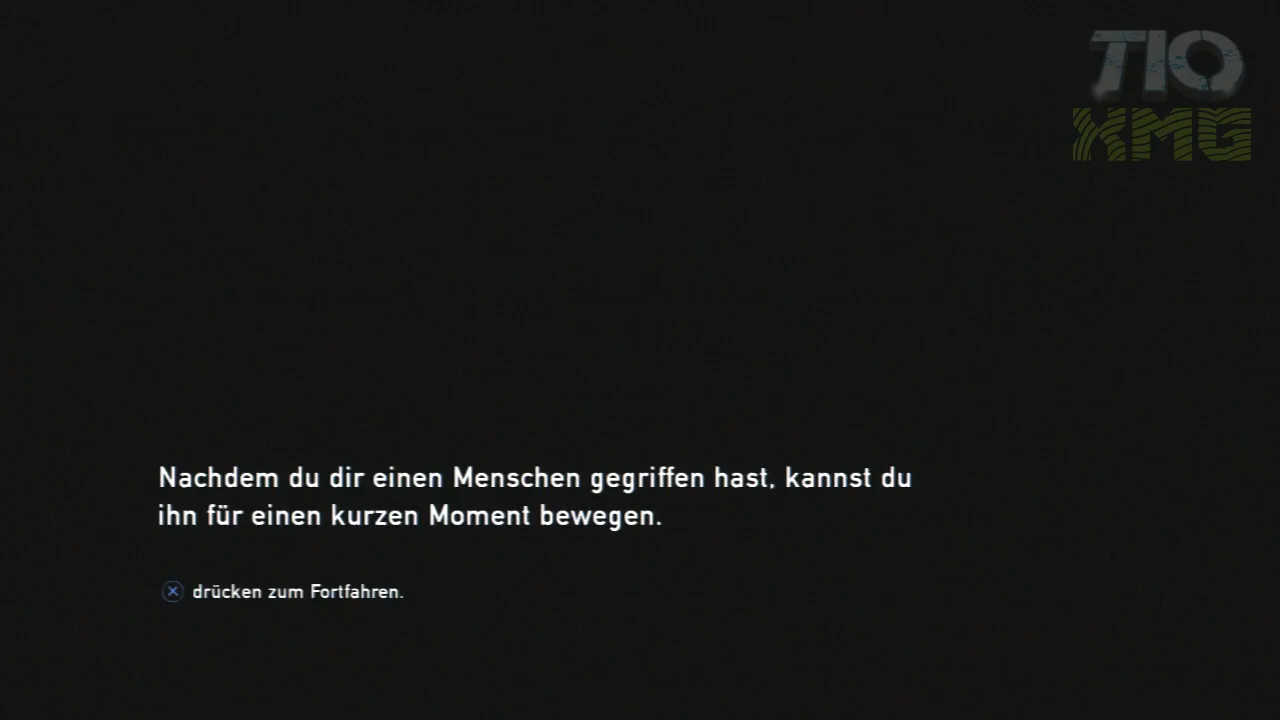 TIO
XMG
Nachdem du dir einen Menschen gegriffen hast, kannst du
ihn für einen kurzen Moment bewegen.
drücken zum Fortfahren.